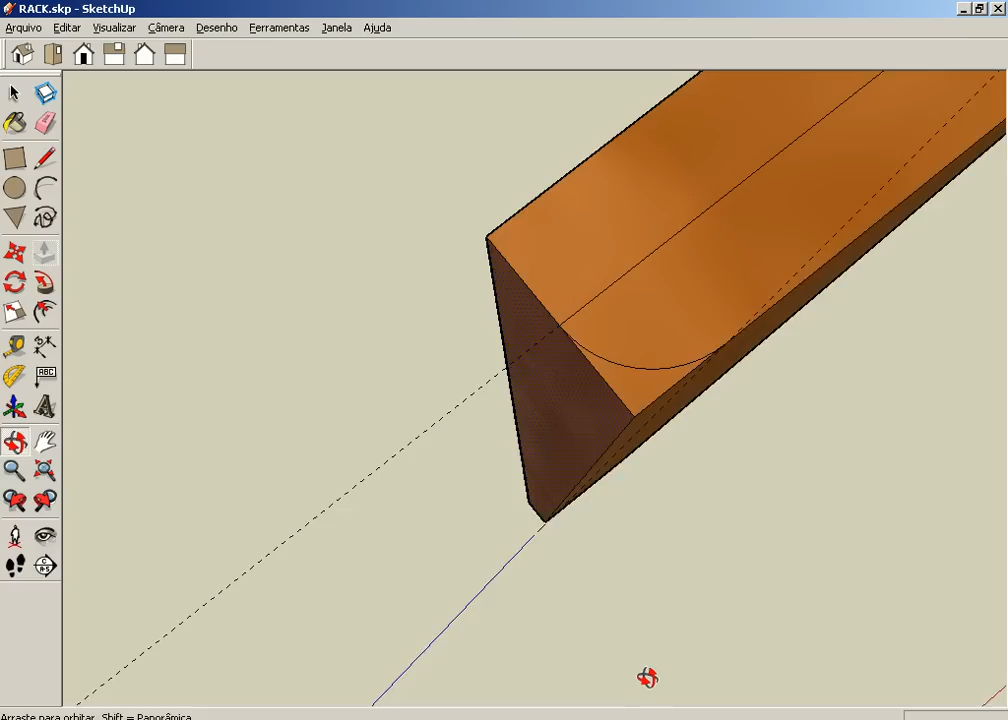 RACK.skp - SketchUp
Arquivo Editar Visualizar Câmera Desenho Ferramentas Janela Ajuda
ABC
Arraste para orbitar. Shift = Panorâmica